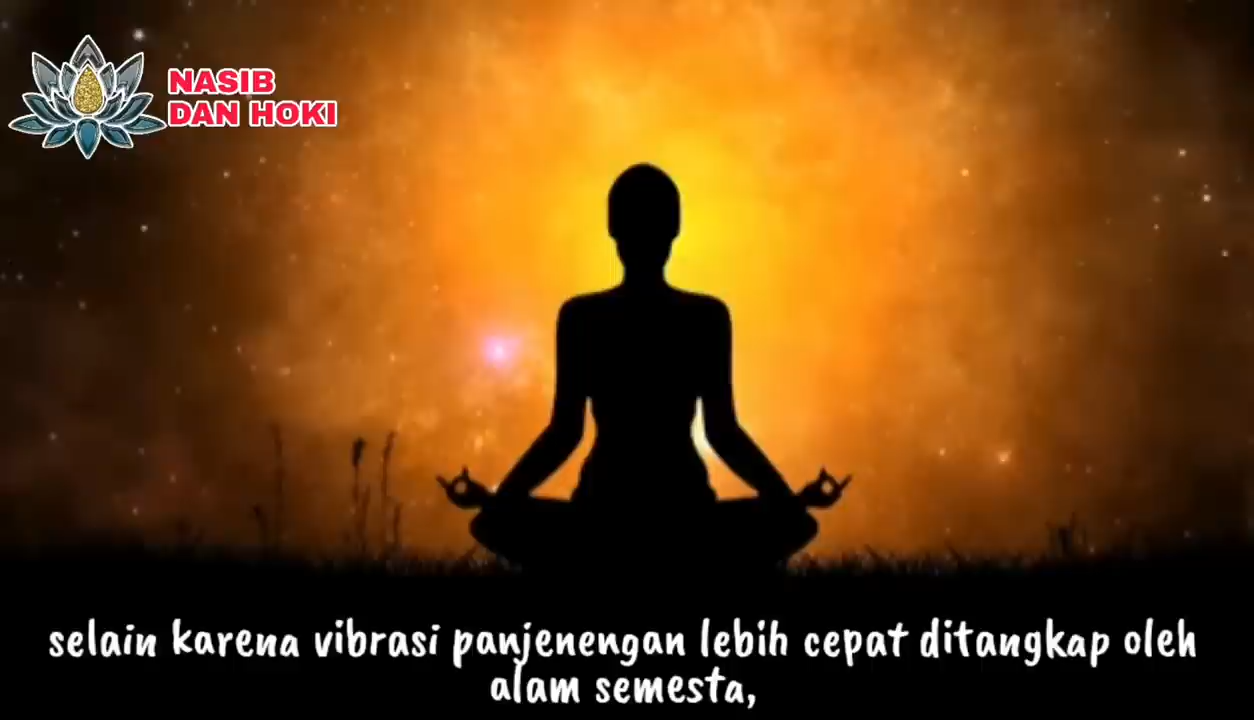 NASIB
DAN HOKI
selain karena vibrasi panjenengan lebih cepat ditangkap oleh
alam semesta,